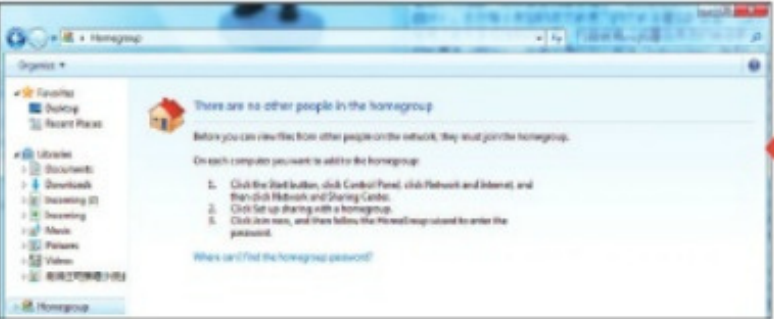 Homegroup
Organize
Favorites
Desktop
Recent Places
Libraries
Documents
Downloads
Incoming (2)
Incoming
Music
Pictures
Videos
Homegroup
There are no other people in the homegroup
Before you can view files from other people on the network, they must join the homegroup.
On each computer you want to add to the homegroup:
1. Click the Start button, click Control Panel, click Network and Internet, and
then click Network and Sharing Center.
2. Click Set up sharing with a homegroup.
3. Click Join now, and then follow the HomeGroup wizard to enter the
password.
Where can I find the homegroup password?